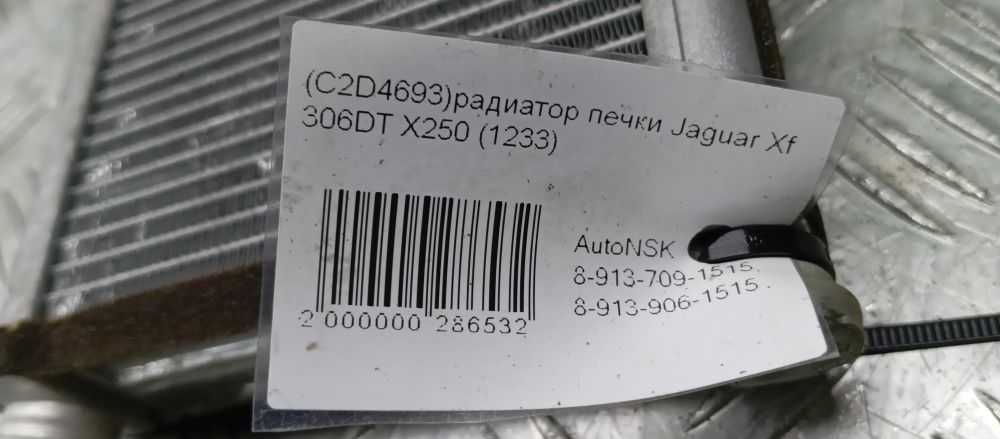 (C2D4693)радиатор печки Jaguar Xf
306DT X250 (1233)
AutoNSK
8-913-709-1515,
8-913-906-1515.
2 000000 286532